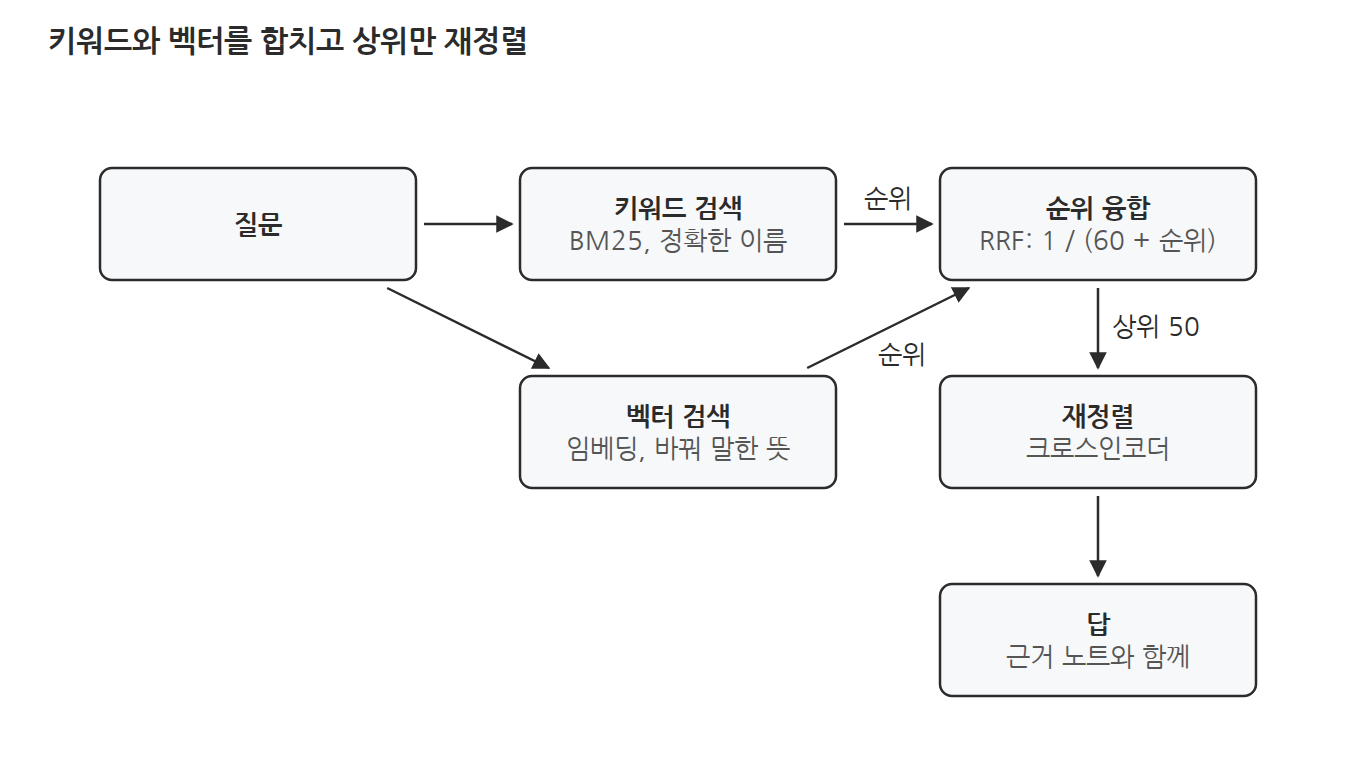 키워드와 벡터를 합치고 상위만 재정렬
질문
키워드 검색
BM25, 정확한 이름
순위
순위 융합
RRF: 1 / (60 + 순위)
순위
상위 50
벡터 검색
임베딩, 바꿔 말한 뜻
재정렬
크로스인코더
답
근거 노트와 함께